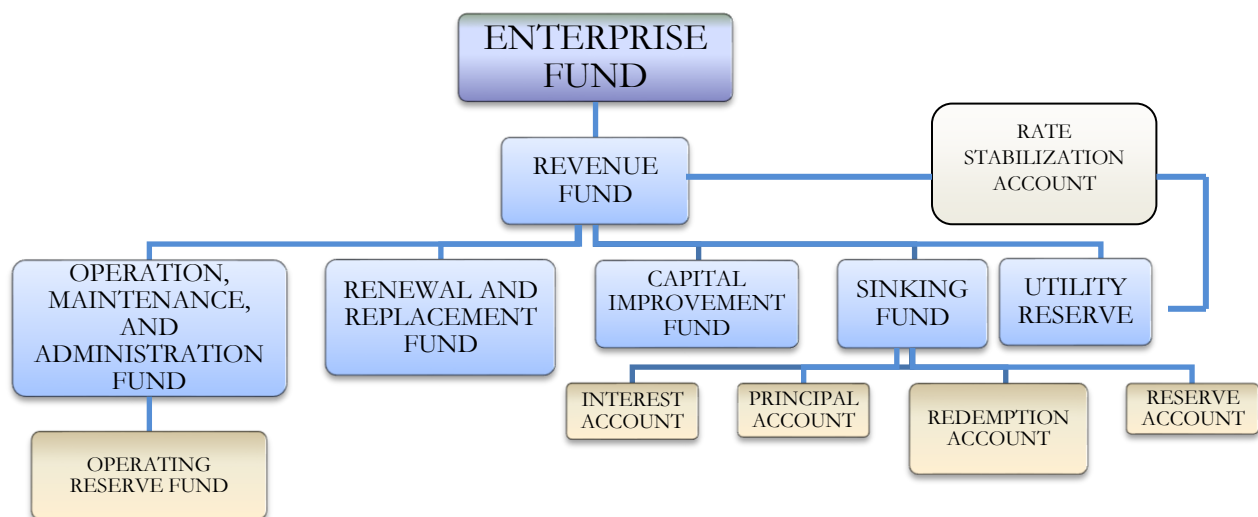 ENTERPRISE
FUND
RATE
STABILIZATION
ACCOUNT
REVENUE
FUND
OPERATION,
MAINTENANCE,
AND
ADMINISTRATION
FUND
RENEWAL AND
REPLACEMENT
FUND
CAPITAL
IMPROVEMENT
FUND
SINKING
FUND
UTILITY
RESERVE
INTEREST
ACCOUNT
PRINCIPAL
ACCOUNT
REDEMPTION
ACCOUNT
RESERVE
ACCOUNT
OPERATING
RESERVE FUND